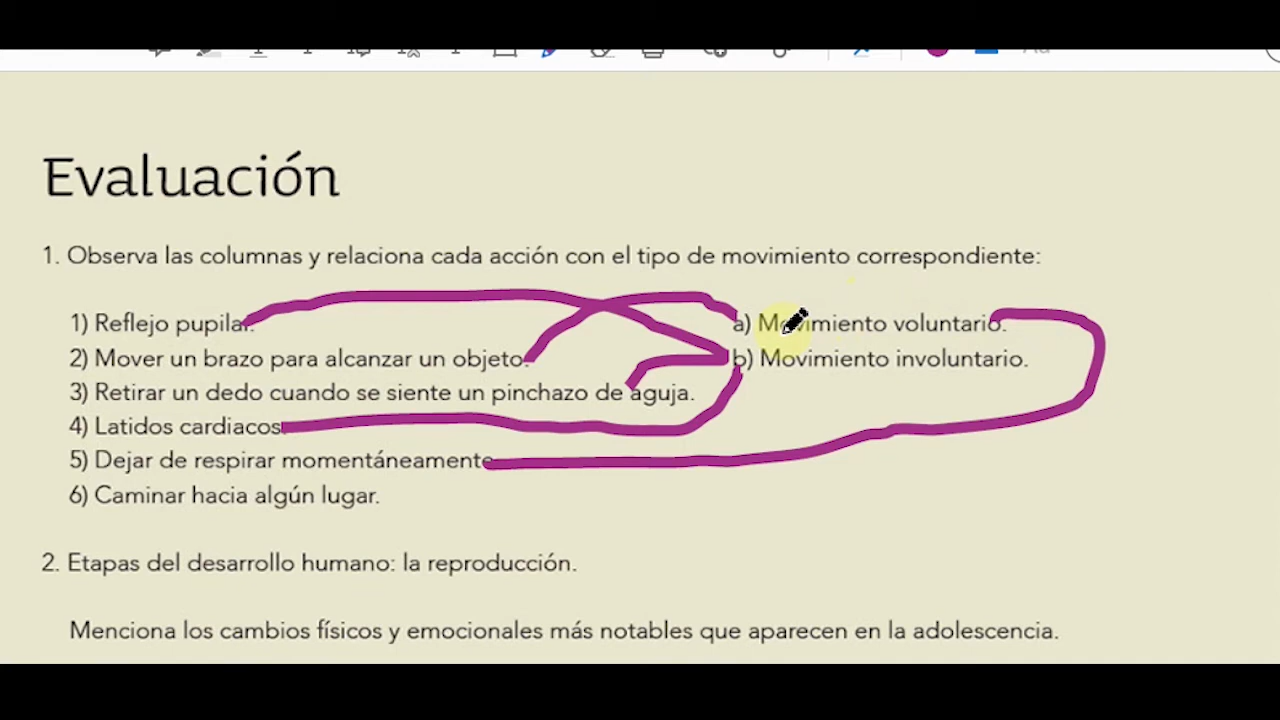 Evaluación
1. Observa las columnas y relaciona cada acción con el tipo de movimiento correspondiente:
1) Reflejo pupilar.
2) Mover un brazo para alcanzar un objeto.
3) Retirar un dedo cuando se siente un pinchazo de aguja.
4) Latidos cardiacos.
5) Dejar de respirar momentáneamente.
6) Caminar hacia algún lugar.
a) Movimiento voluntario.
b) Movimiento involuntario.
2. Etapas del desarrollo humano: la reproducción.
Menciona los cambios físicos y emocionales más notables que aparecen en la adolescencia.